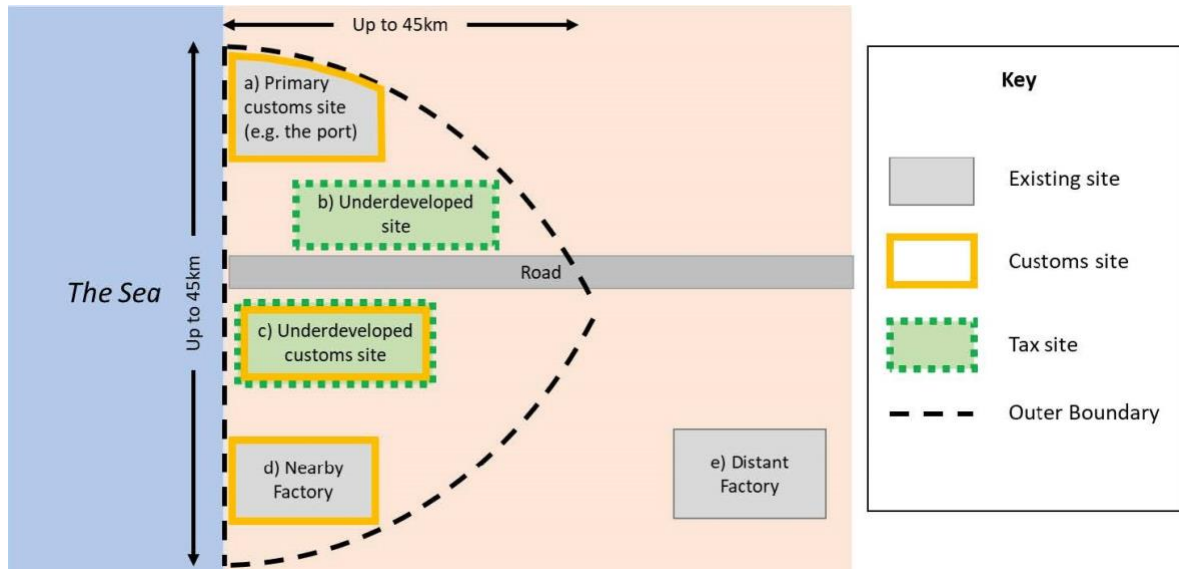 Up to 45km
a) Primary
customs site
(e.g. the port)
b) Underdeveloped
site
Road
The Sea
Up to 45km
c) Underdeveloped
customs site
d) Nearby
Factory
e) Distant
Factory
Key
Existing site
Customs site
Tax site
Outer Boundary